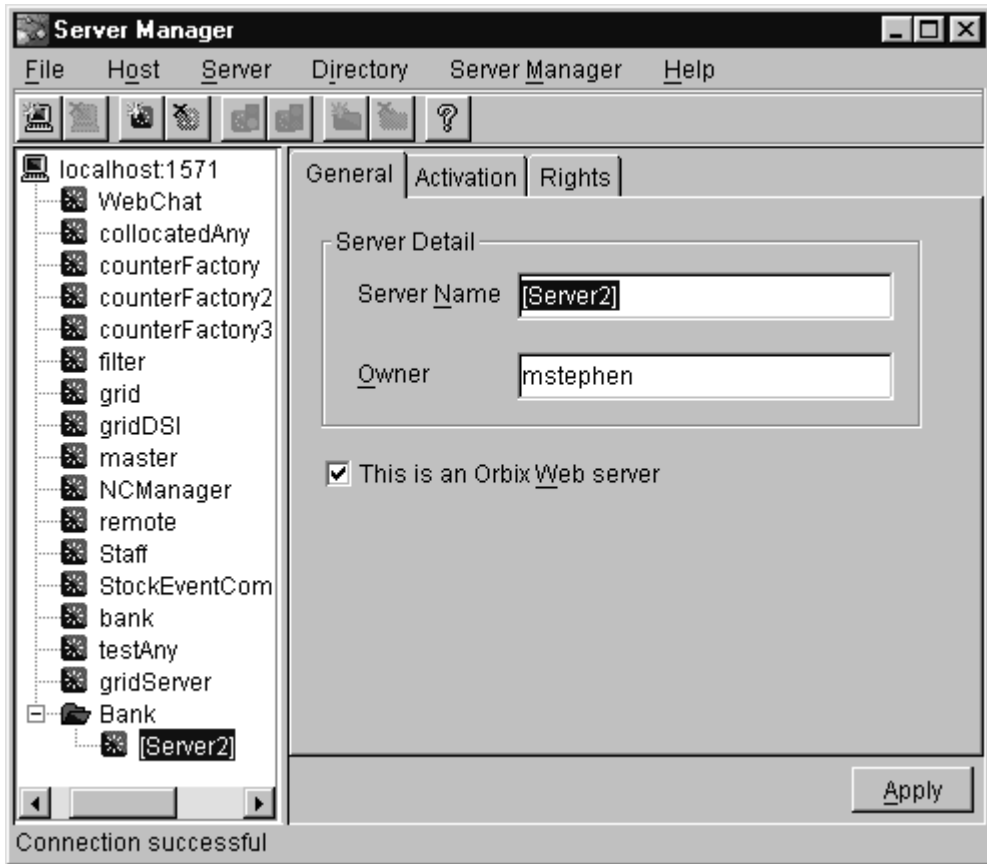 Server Manager
File Host Server Directory Server Manager Help
localhost:1571
WebChat
collocatedAny
counterFactory
counterFactory2
counterFactory3
filter
grid
gridDSI
master
NCManager
remote
Staff
StockEventCom
bank
testAny
gridServer
Bank
[Server2]
General Activation Rights
Server Detail
Server Name [Server2]
Owner mstephen
This is an Orbix Web server
Apply
Connection successful